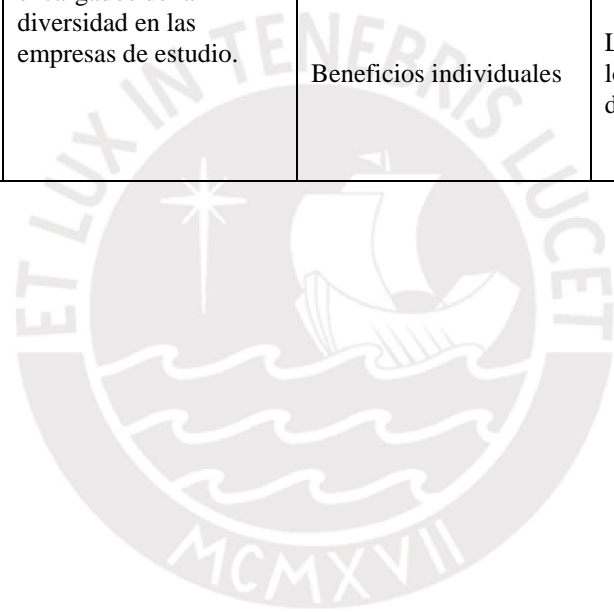 diversidad en las
empresas de estudio.
Beneficios individuales
ET LUX IN TENEBRIS LUCET
MCMXVII